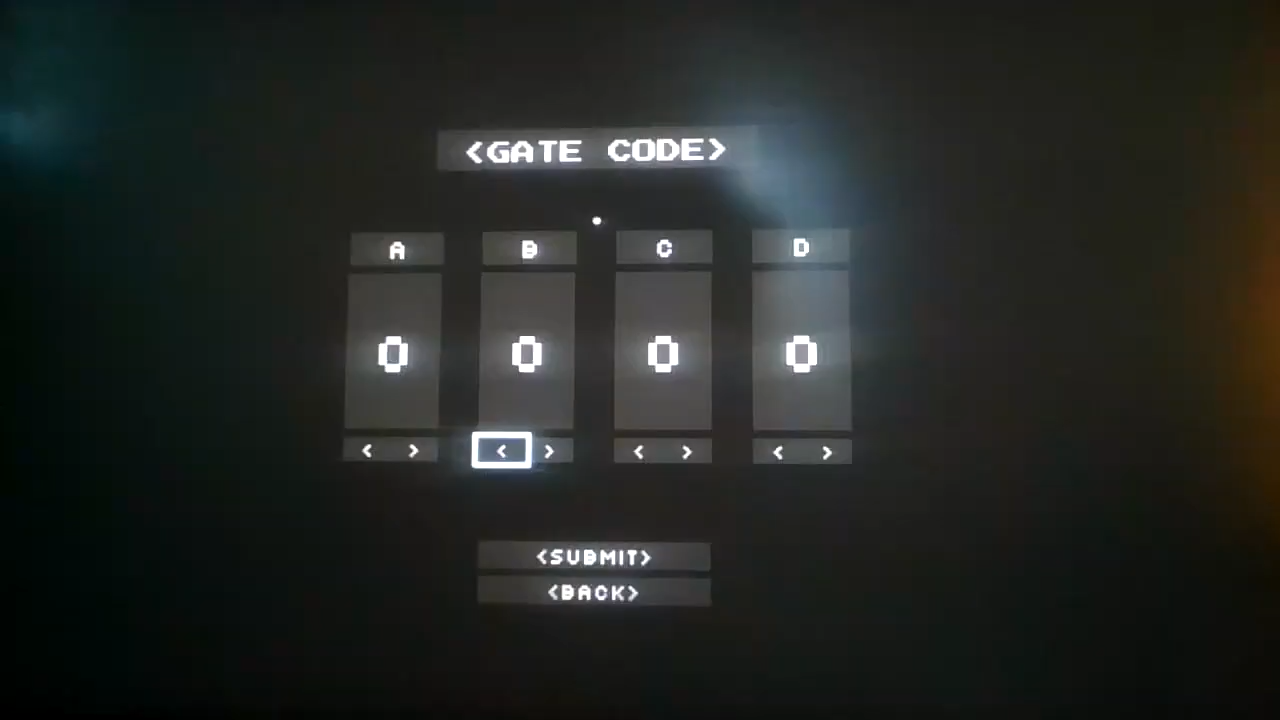 <GATE CODE>
A B C D
0 0 0 0
< > < > < > < >
<SUBMIT>
<BACK>